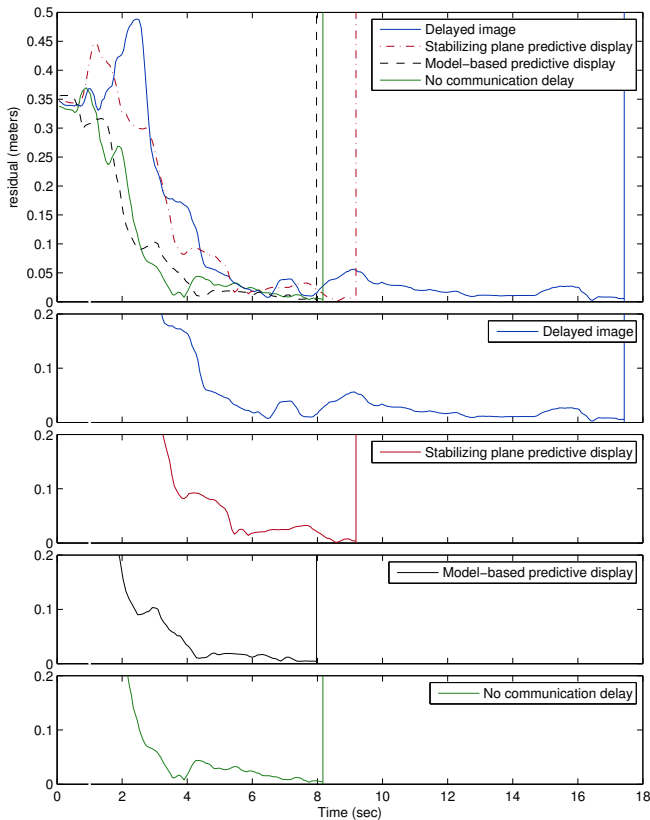 0.5
0.45
0.4
0.35
0.3
0.25
0.2
0.15
0.1
0.05
0
residual (meters)
Delayed image
Stabilizing plane predictive display
Model−based predictive display
No communication delay
0.2
0.1
0
Delayed image
0.2
0.1
0
Stabilizing plane predictive display
0.2
0.1
0
Model−based predictive display
0.2
0.1
0
No communication delay
0 2 4 6 8 10 12 14 16 18
Time (sec)